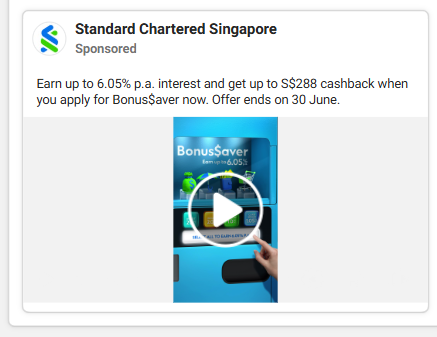 Standard Chartered Singapore
Sponsored
Earn up to 6.05% p.a. interest and get up to S$288 cashback when
you apply for Bonus$aver now. Offer ends on 30 June.
Bonus$aver
Earn up to 6.05%